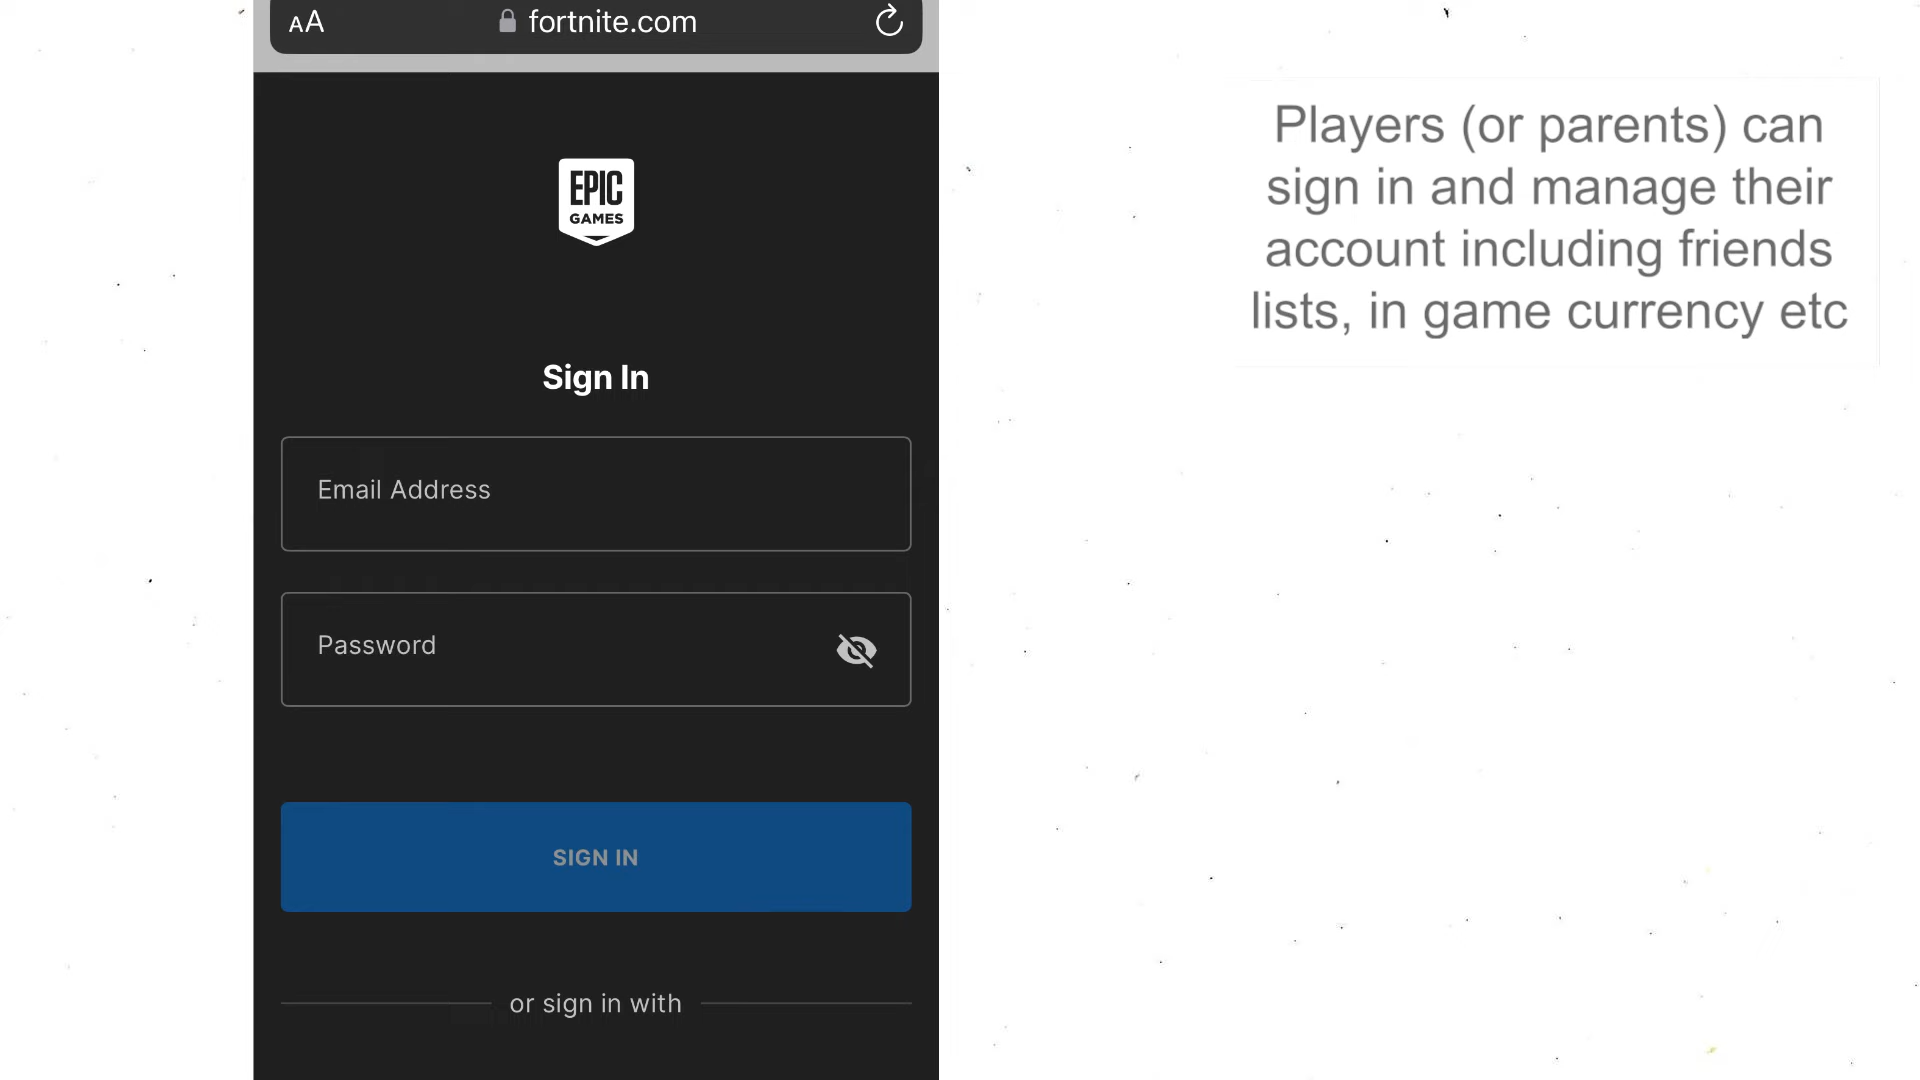 AA fortnite.com
EPIC
GAMES
Sign In
Email Address
Password
SIGN IN
or sign in with
Players (or parents) can
sign in and manage their
account including friends
lists, in game currency etc